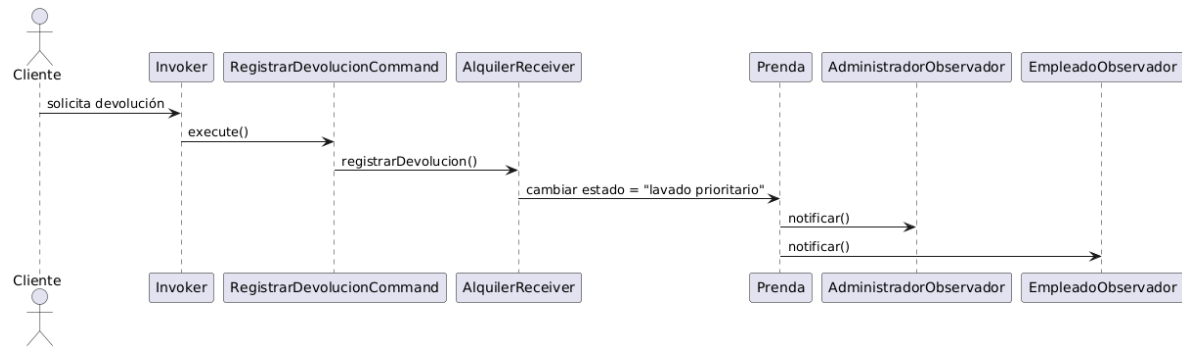 Cliente
Invoker
RegistrarDevolucionCommand
AlquilerReceiver
Prenda
AdministradorObservador
EmpleadoObservador
solicita devolución
execute()
registrarDevolucion()
cambiar estado = "lavado prioritario"
notificar()
notificar()
Cliente
Invoker
RegistrarDevolucionCommand
AlquilerReceiver
Prenda
AdministradorObservador
EmpleadoObservador